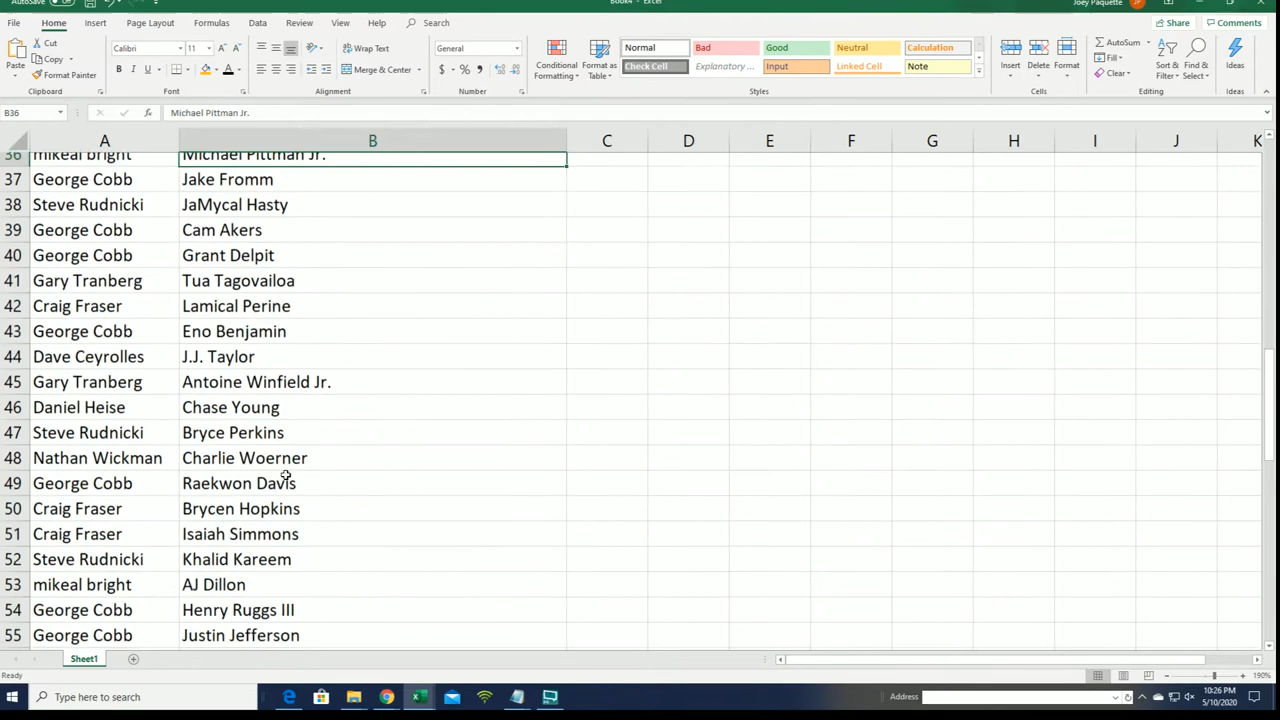 AutoSave Off Book4 - Excel Joey Paquette JP
File Home Insert Page Layout Formulas Data Review View Help Search Share Comments
Cut Calibri 11 Wrap Text General Normal Bad Good Neutral Calculation AutoSum
Copy Format Painter Merge & Center Check Cell Explanatory ... Input Linked Cell Note Fill Clear
Paste Conditional Formatting Format as Table Insert Delete Format Sort & Filter Find & Select Ideas
Clipboard Font Alignment Number Styles Cells Editing Ideas
B36 fx Michael Pittman Jr.
A B C D E F G H I J K
36 mikeal bright Michael Pittman Jr.
37 George Cobb Jake Fromm
38 Steve Rudnicki JaMycal Hasty
39 George Cobb Cam Akers
40 George Cobb Grant Delpit
41 Gary Tranberg Tua Tagovailoa
42 Craig Fraser Lamical Perine
43 George Cobb Eno Benjamin
44 Dave Ceyrolles J.J. Taylor
45 Gary Tranberg Antoine Winfield Jr.
46 Daniel Heise Chase Young
47 Steve Rudnicki Bryce Perkins
48 Nathan Wickman Charlie Woerner
49 George Cobb Raekwon Davis
50 Craig Fraser Brycen Hopkins
51 Craig Fraser Isaiah Simmons
52 Steve Rudnicki Khalid Kareem
53 mikeal bright AJ Dillon
54 George Cobb Henry Ruggs III
55 George Cobb Justin Jefferson
Sheet1
Ready 190%
Type here to search Address 10:26 PM
5/10/2020